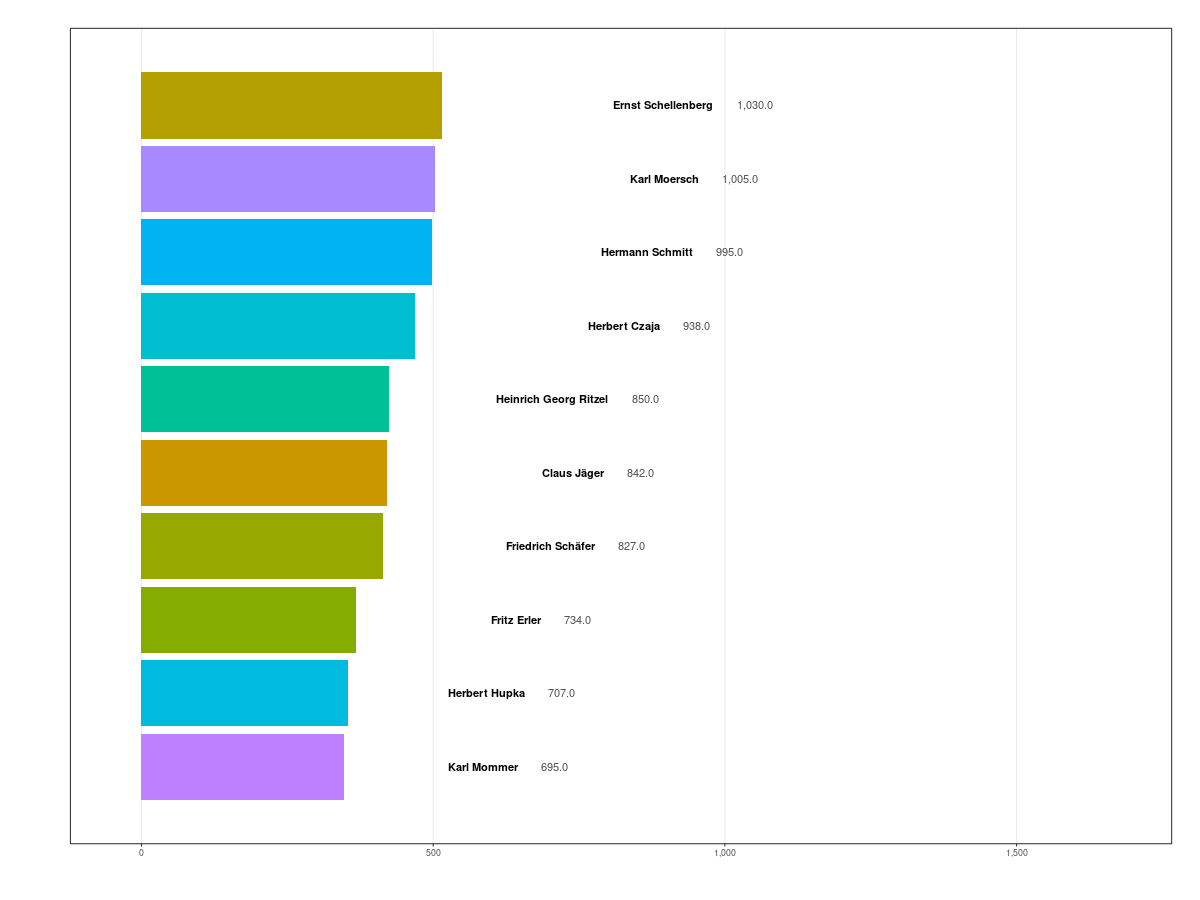 Ernst Schellenberg 1,030.0
Karl Moersch 1,005.0
Hermann Schmitt 995.0
Herbert Czaja 938.0
Heinrich Georg Ritzel 850.0
Claus Jäger 842.0
Friedrich Schäfer 827.0
Fritz Erler 734.0
Herbert Hupka 707.0
Karl Mommer 695.0
0 500 1,000 1,500